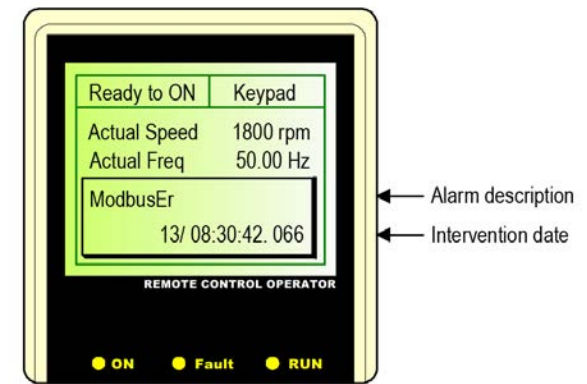 Ready to ON Keypad
Actual Speed 1800 rpm
Actual Freq 50.00 Hz
ModbusEr
Alarm description
13/ 08:30:42. 066
Intervention date
REMOTE CONTROL OPERATOR
ON Fault RUN